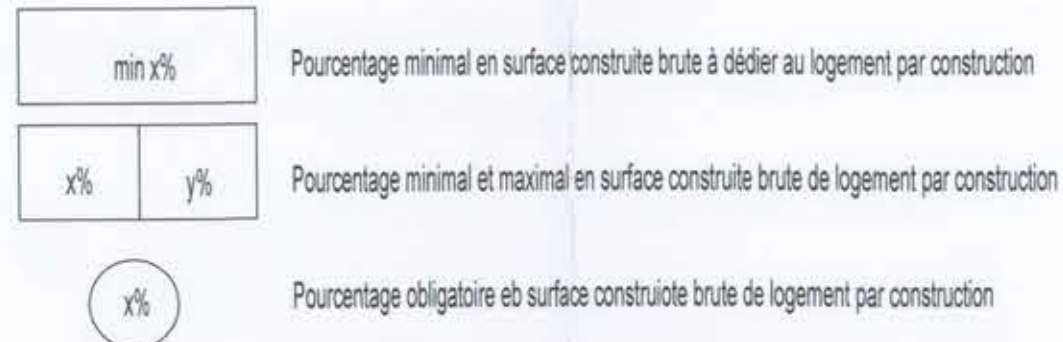 min x% Pourcentage minimal en surface construite brute à dédier au logement par construction
x% y% Pourcentage minimal et maximal en surface construite brute de logement par construction
x% Pourcentage obligatoire eb surface construiote brute de logement par construction